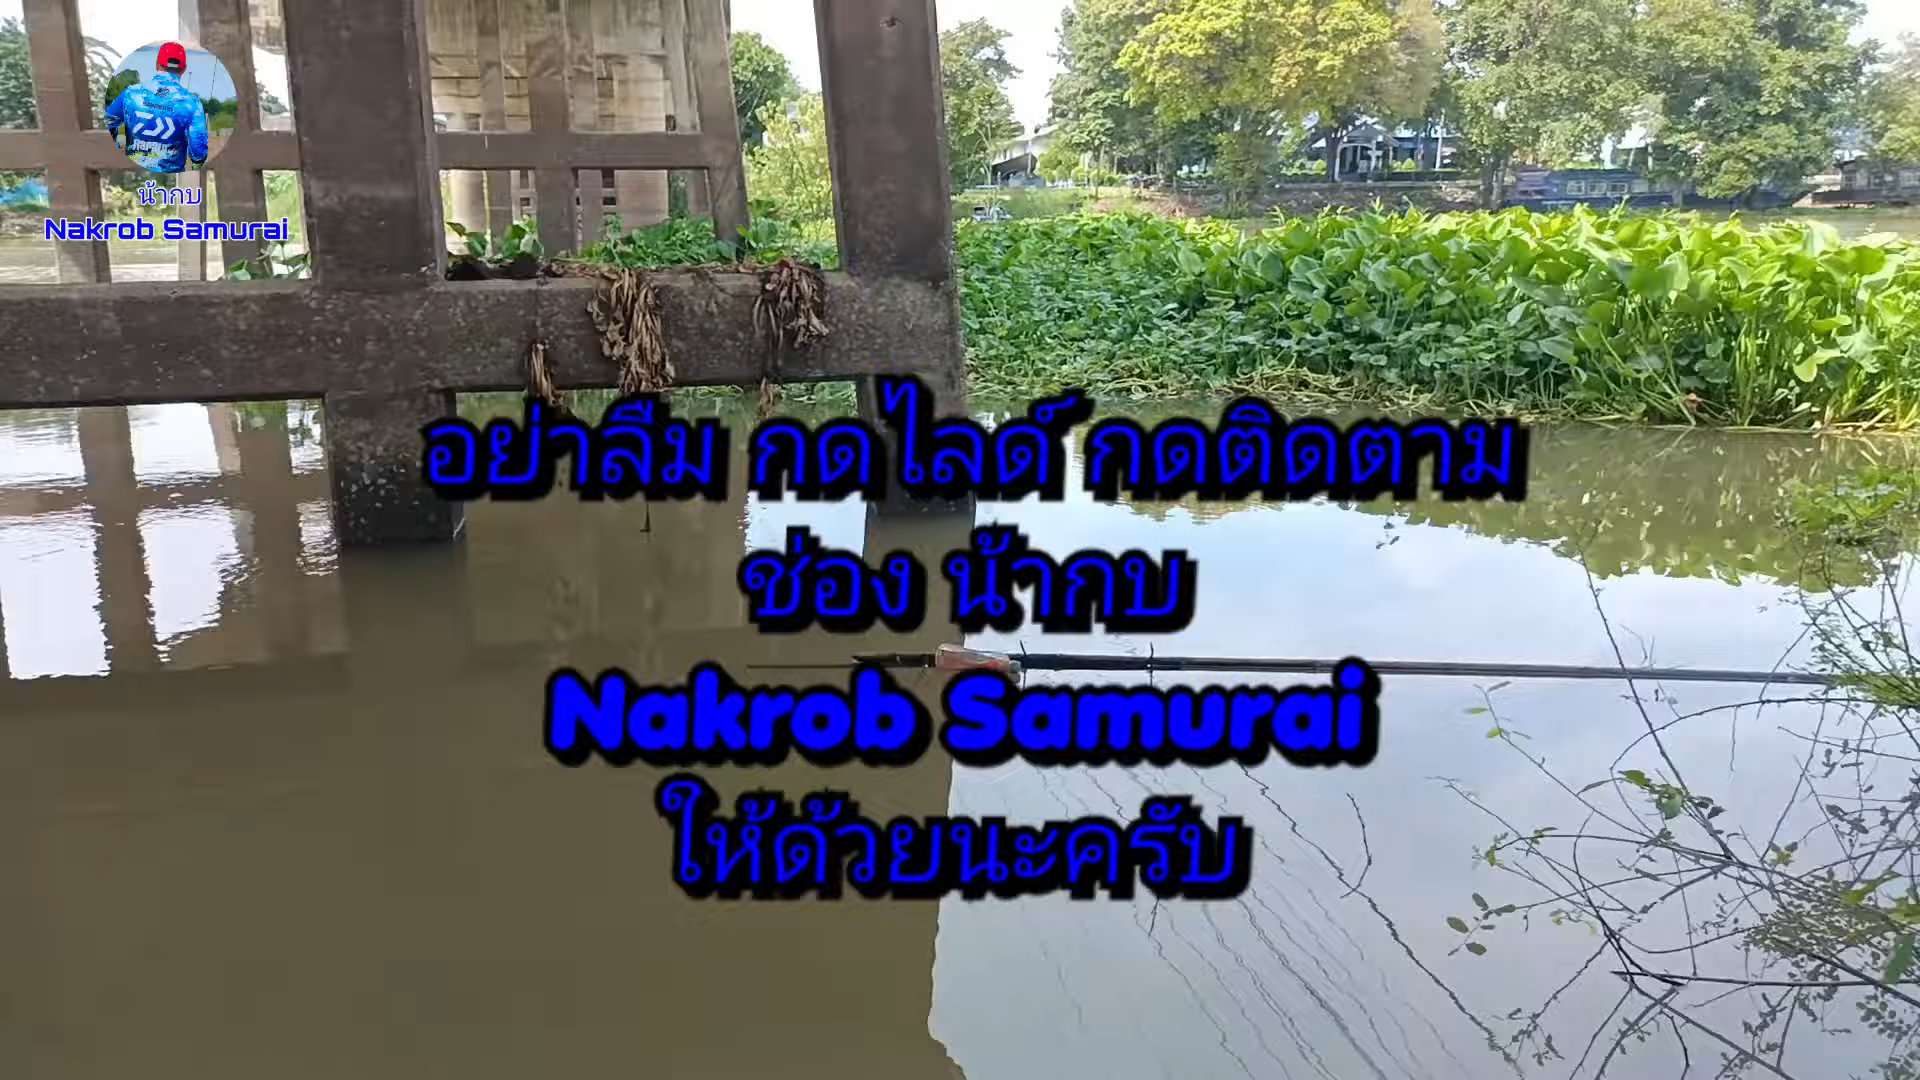 น้ากบ
Nakrob Samurai
อย่าลืม กดไลด์ กดติดตาม
ช่อง น้ากบ
Nakrob Samurai
ให้ด้วยนะครับ